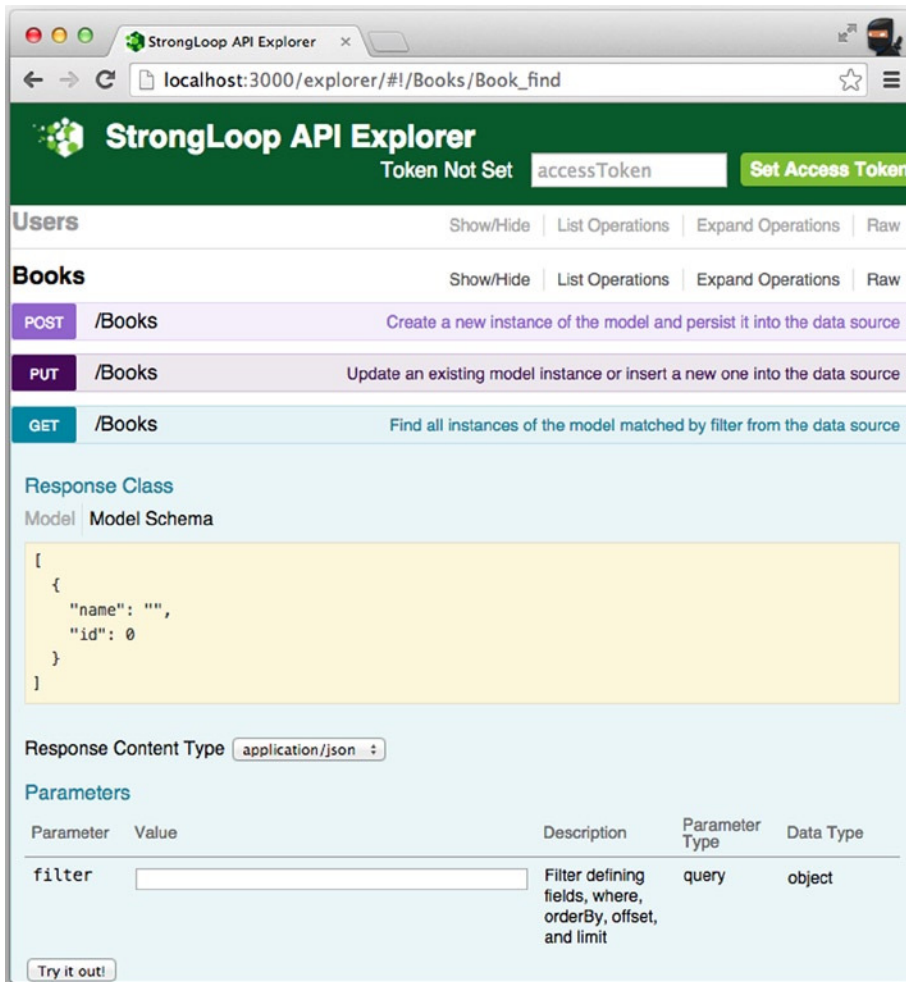 StrongLoop API Explorer
localhost:3000/explorer/#!/Books/Book_find
StrongLoop API Explorer
Token Not Set accessToken Set Access Token
Users Show/Hide List Operations Expand Operations Raw
Books Show/Hide List Operations Expand Operations Raw
POST /Books Create a new instance of the model and persist it into the data source
PUT /Books Update an existing model instance or insert a new one into the data source
GET /Books Find all instances of the model matched by filter from the data source
Response Class
Model Model Schema
[
{
"name": "",
"id": 0
}
]
Response Content Type application/json
Parameters
Parameter Value Description Parameter Type Data Type
filter Filter defining query object
fields, where,
orderBy, offset,
and limit
Try it out!